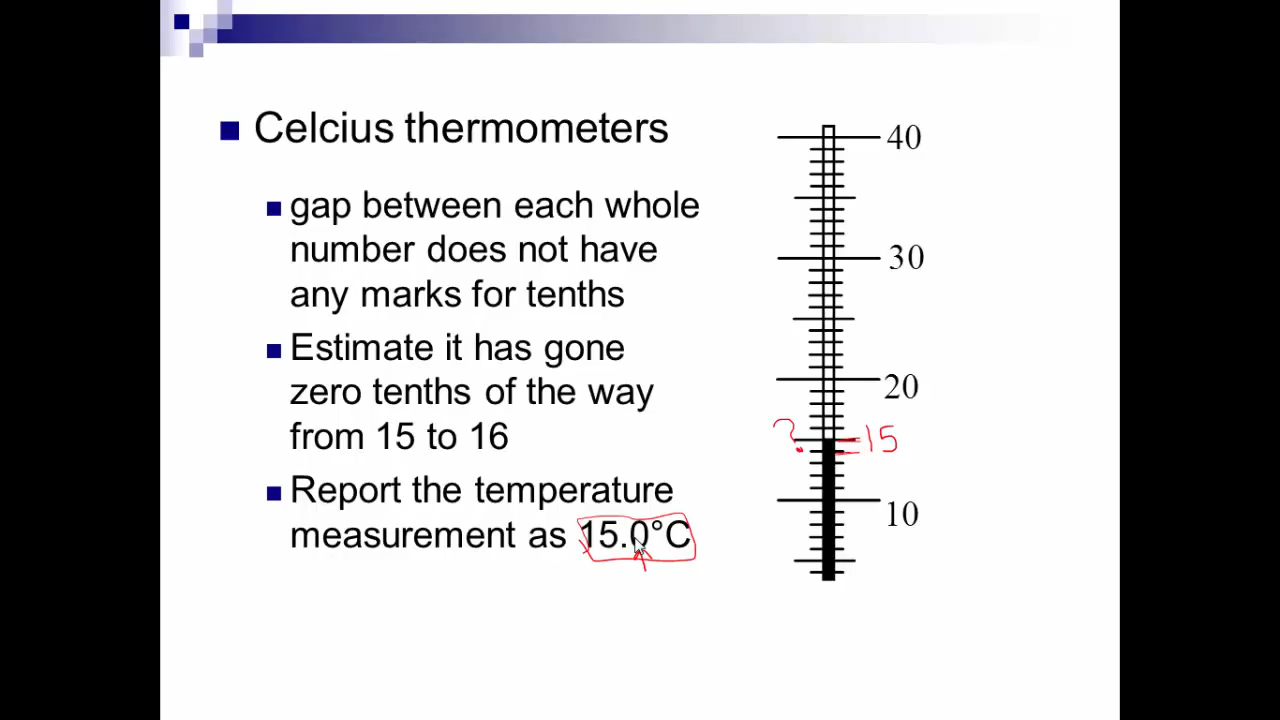 Celcius thermometers
gap between each whole
number does not have
any marks for tenths
Estimate it has gone
zero tenths of the way
from 15 to 16
Report the temperature
measurement as 15.0°C
40
30
20
? 15
10